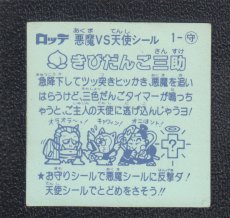 ロッテ 悪魔VS天使シール 1-守
きびだんご三助
急降下してツッ突きヒッかき、悪魔を追い
はらうけど、三色だんごタイマーが鳴っち
ゃうと、ご主人の天使に逃げ込んじゃうヨ!
★お守りシールで悪魔シールに反撃ダ!
天使シールでとどめをさそう!!